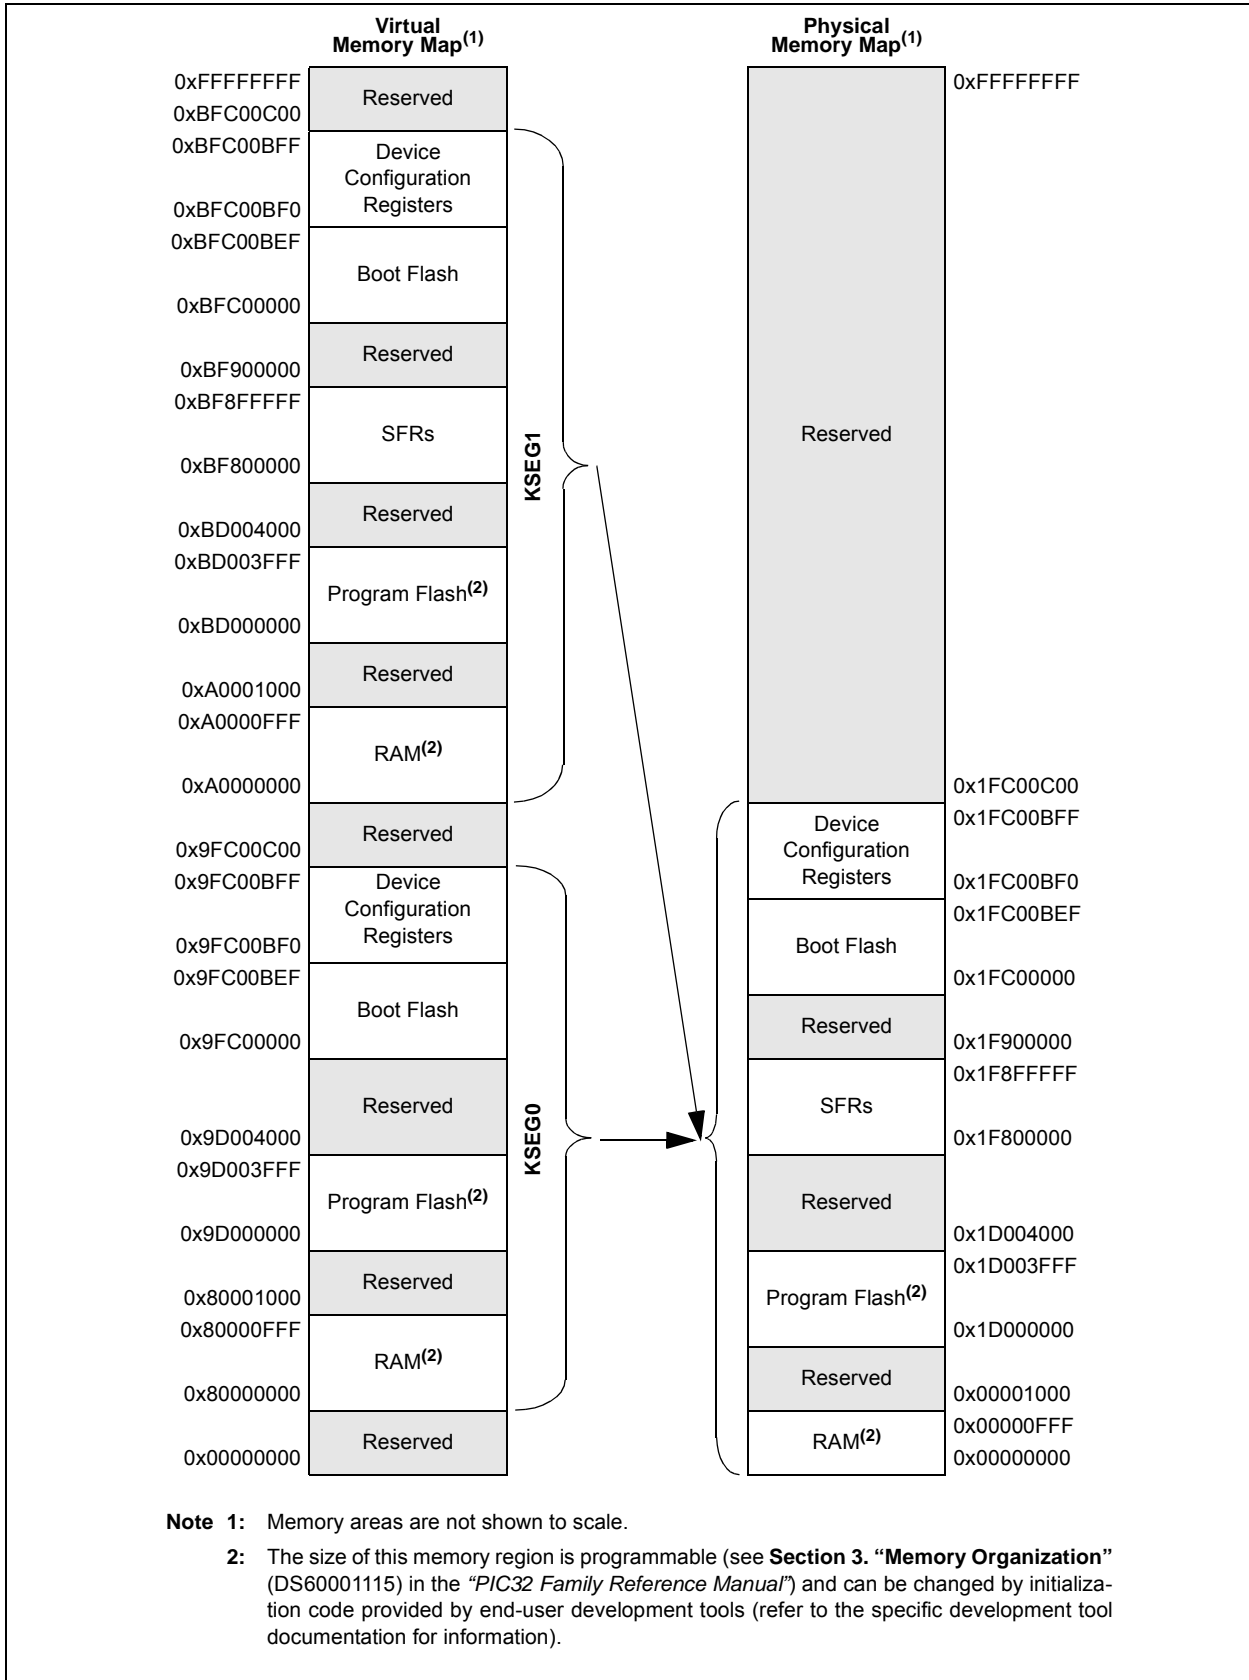 Virtual
Memory Map(1)
0xFFFFFFFF
Reserved
0xBFC00C00
0xBFC00BFF
Device
Configuration
Registers
0xBFC00BF0
0xBFC00BEF
Boot Flash
0xBFC00000
Reserved
0xBF900000
0xBF8FFFFF
SFRs
0xBF800000
Reserved
0xBD004000
0xBD003FFF
Program Flash(2)
0xBD000000
Reserved
0xA0001000
0xA0000FFF
RAM(2)
0xA0000000
Reserved
0x9FC00C00
0x9FC00BFF
Device
Configuration
Registers
0x9FC00BF0
0x9FC00BEF
Boot Flash
0x9FC00000
Reserved
0x9D004000
0x9D003FFF
Program Flash(2)
0x9D000000
Reserved
0x80001000
0x80000FFF
RAM(2)
0x80000000
Reserved
0x00000000
KSEG1
KSEG0
Physical
Memory Map(1)
0xFFFFFFFF
Reserved
0x1FC00C00
0x1FC00BFF
Device
Configuration
Registers
0x1FC00BF0
0x1FC00BEF
Boot Flash
0x1FC00000
Reserved
0x1F900000
0x1F8FFFFF
SFRs
0x1F800000
Reserved
0x1D004000
0x1D003FFF
Program Flash(2)
0x1D000000
Reserved
0x00001000
0x00000FFF
RAM(2)
0x00000000
Note 1: Memory areas are not shown to scale.
2: The size of this memory region is programmable (see Section 3. “Memory Organization”
(DS60001115) in the “PIC32 Family Reference Manual”) and can be changed by initializa-
tion code provided by end-user development tools (refer to the specific development tool
documentation for information).